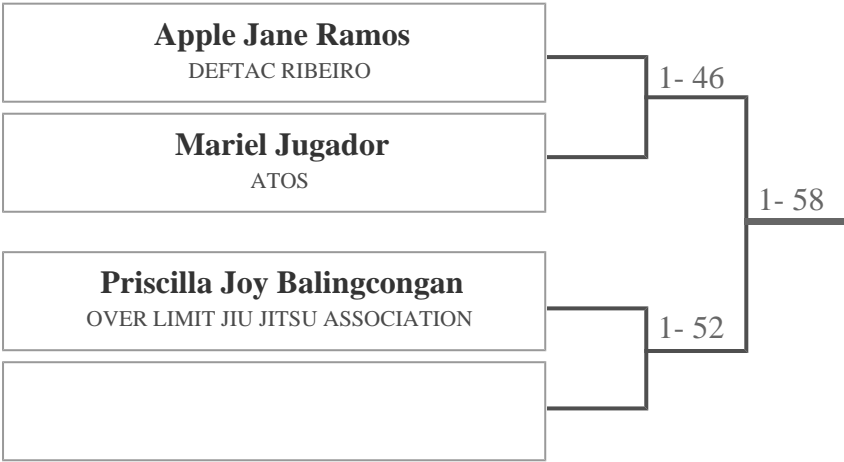 Apple Jane Ramos
DEFTAC RIBEIRO
1- 46
Mariel Jugador
ATOS
1- 58
Priscilla Joy Balingcongan
OVER LIMIT JIU JITSU ASSOCIATION
1- 52